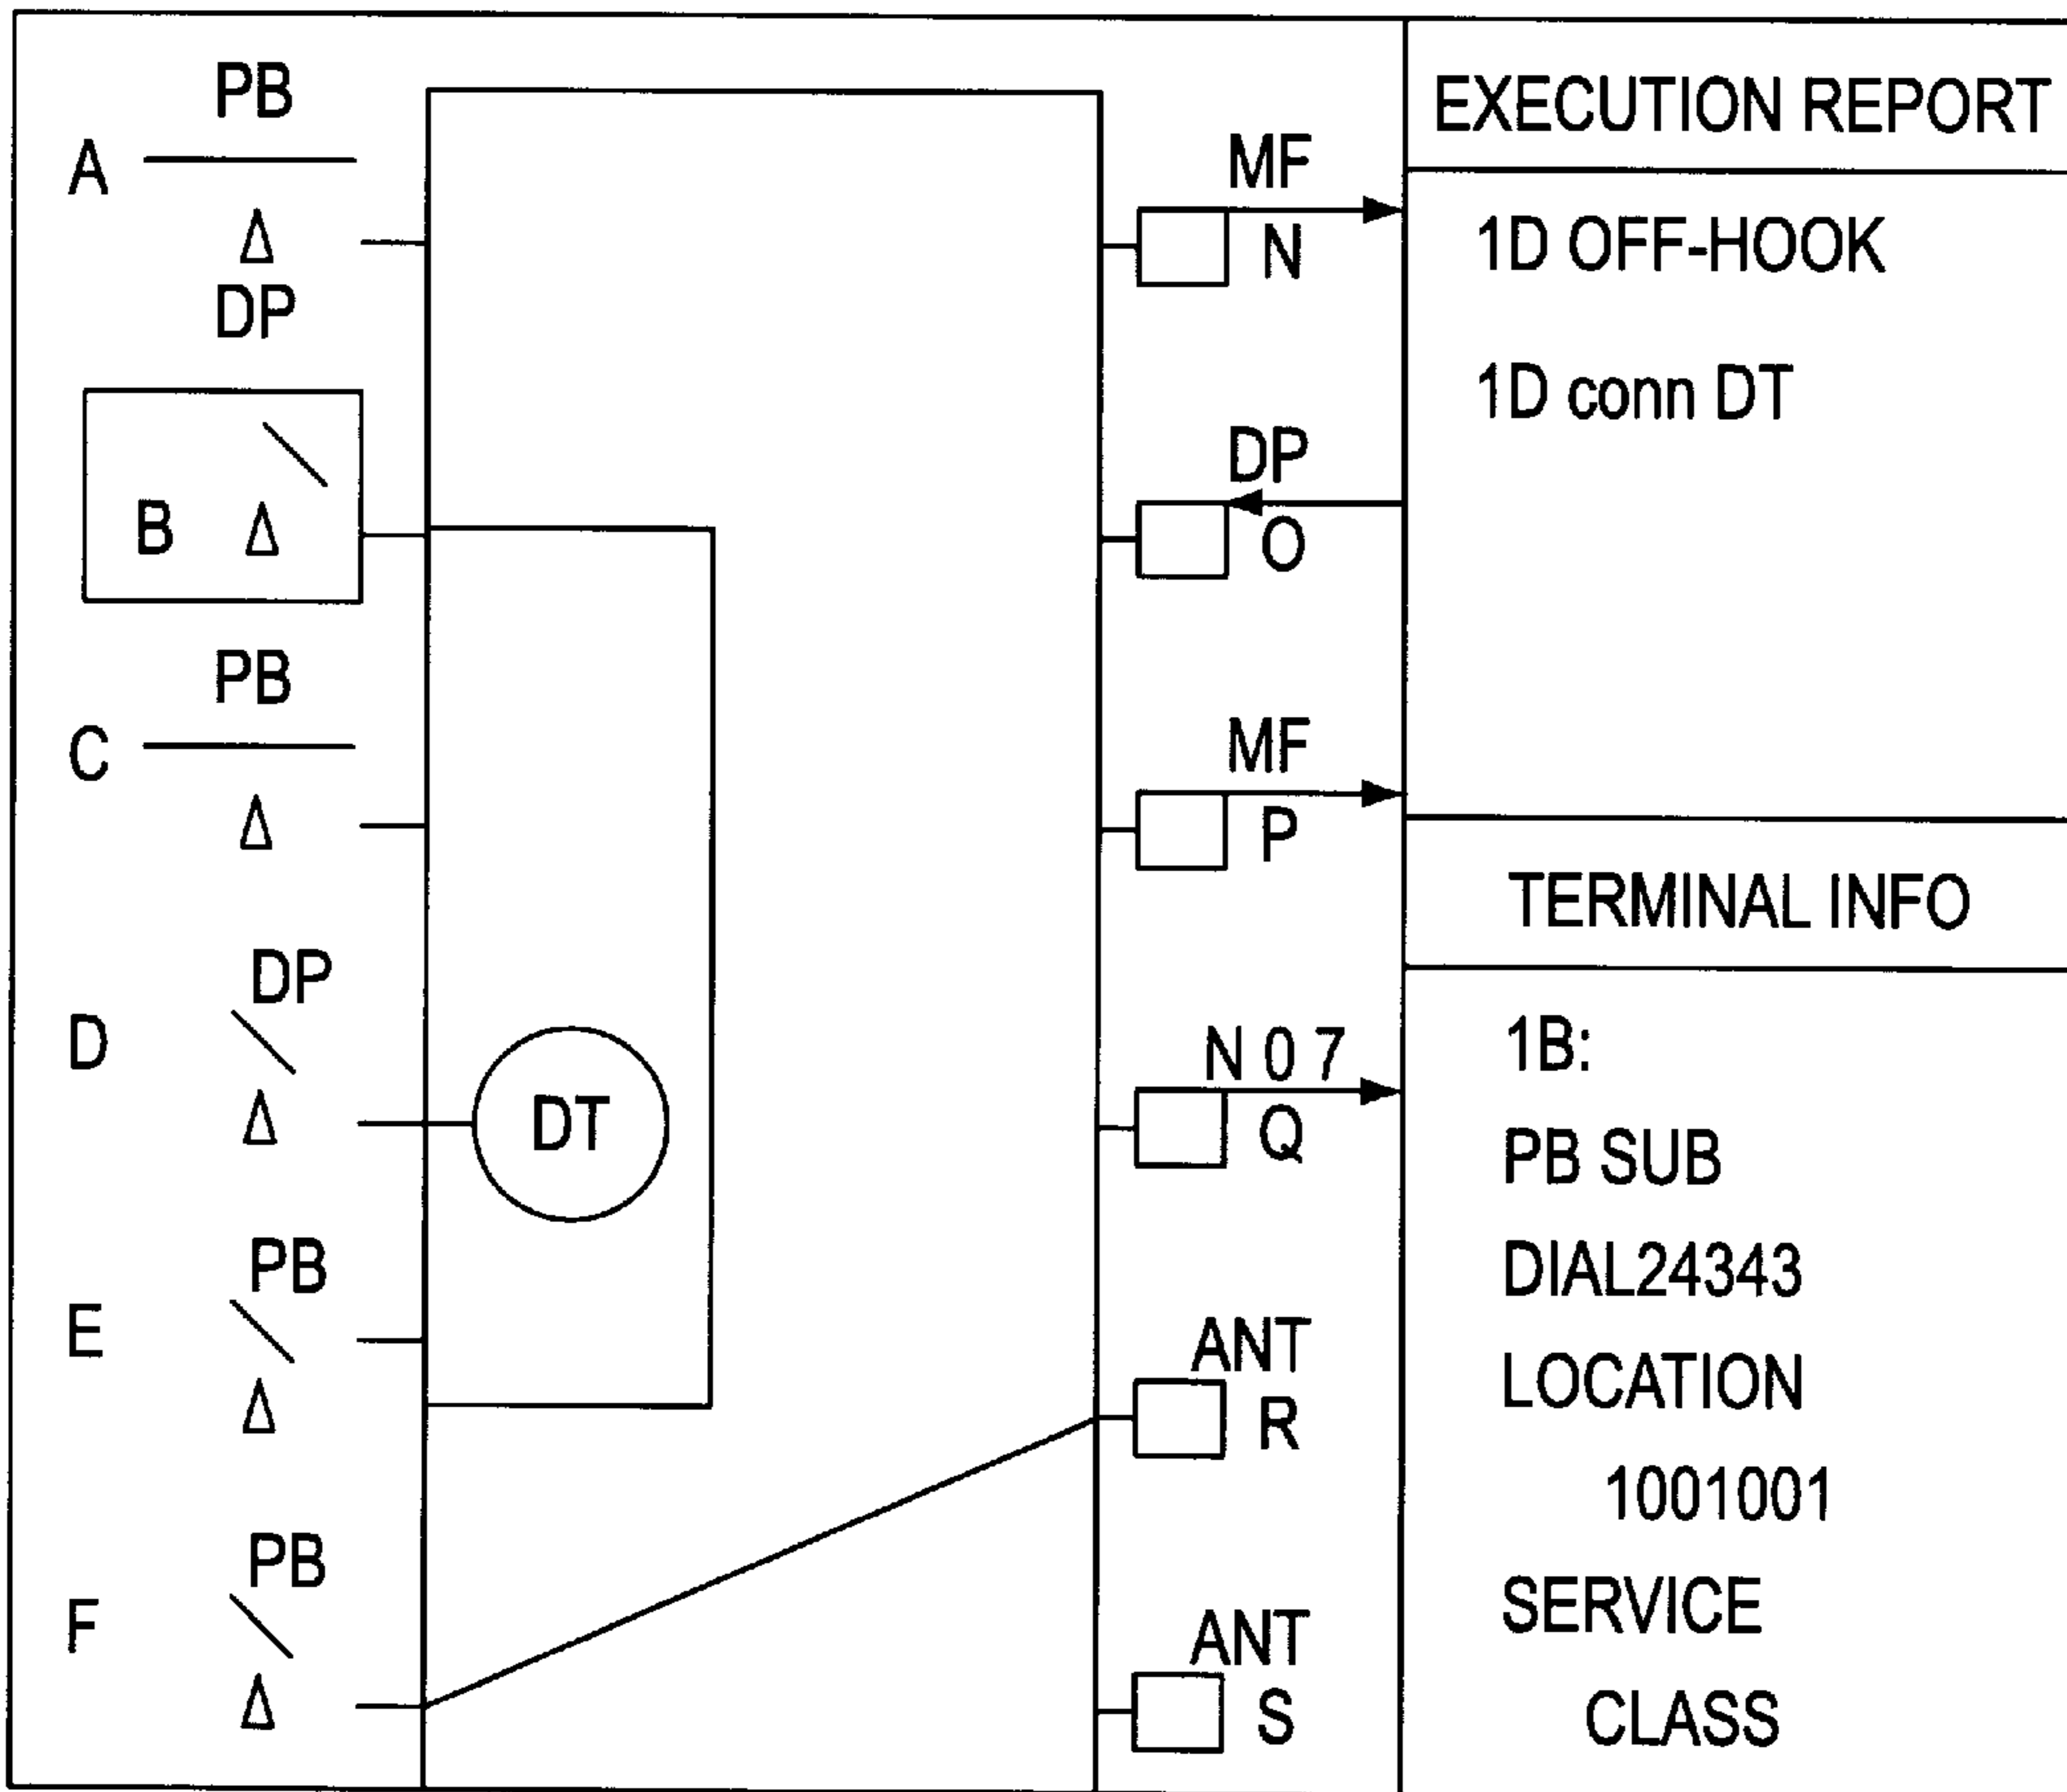 PB
A
Δ
DP
B Δ
PB
C
Δ
DP
D
Δ
DT
PB
E
Δ
PB
F
Δ
MF
N
DP
O
MF
P
N 0 7
Q
ANT
R
ANT
S
EXECUTION REPORT
1D OFF-HOOK
1D conn DT
TERMINAL INFO
1B:
PB SUB
DIAL24343
LOCATION
1001001
SERVICE
CLASS